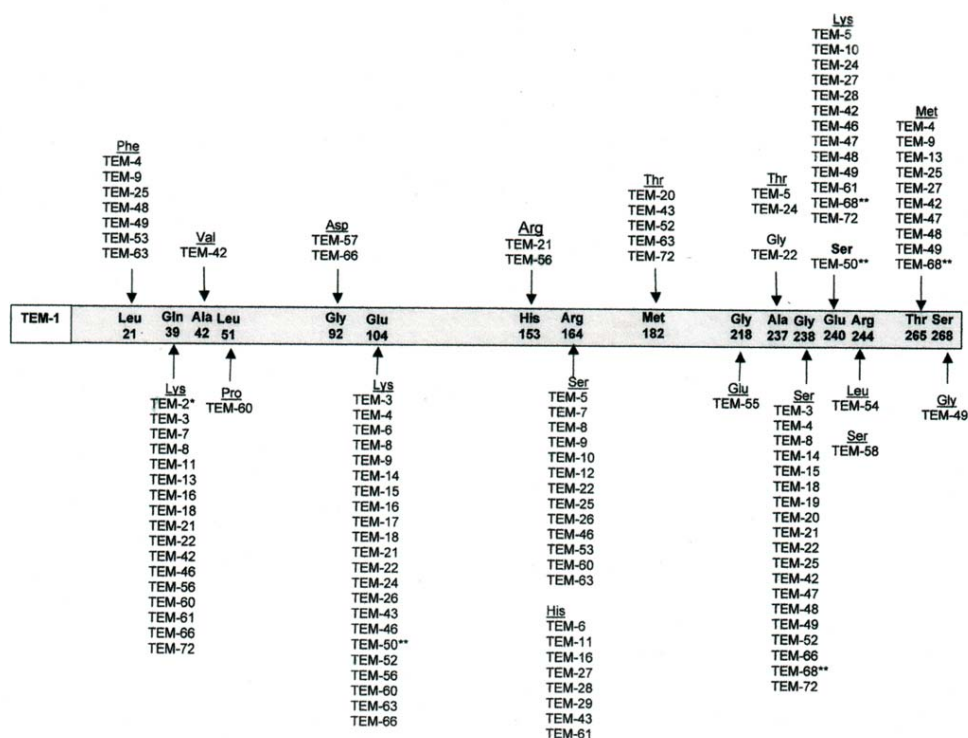 Phe
TEM-4
TEM-9
TEM-25
TEM-48
TEM-49
TEM-53
TEM-63
Val
TEM-42
Asp
TEM-57
TEM-66
Arg
TEM-21
TEM-56
Thr
TEM-20
TEM-43
TEM-52
TEM-63
TEM-72
Thr
TEM-5
TEM-24
Gly
TEM-22
Lys
TEM-5
TEM-10
TEM-24
TEM-27
TEM-28
TEM-42
TEM-46
TEM-47
TEM-48
TEM-49
TEM-61
TEM-68**
TEM-72
Ser
TEM-50**
Met
TEM-4
TEM-9
TEM-13
TEM-25
TEM-27
TEM-42
TEM-47
TEM-48
TEM-49
TEM-68**
TEM-1 Leu Gln Ala Leu Gly Glu His Arg Met Gly Ala Gly Glu Arg Thr Ser
21 39 42 51 92 104 153 164 182 218 237 238 240 244 265 268
Lys
TEM-2*
TEM-3
TEM-7
TEM-8
TEM-11
TEM-13
TEM-16
TEM-18
TEM-21
TEM-22
TEM-42
TEM-46
TEM-56
TEM-60
TEM-61
TEM-66
TEM-72
Pro
TEM-60
Lys
TEM-3
TEM-4
TEM-6
TEM-8
TEM-9
TEM-14
TEM-15
TEM-16
TEM-17
TEM-18
TEM-21
TEM-22
TEM-24
TEM-26
TEM-43
TEM-46
TEM-50**
TEM-52
TEM-56
TEM-60
TEM-63
TEM-66
Ser
TEM-5
TEM-7
TEM-8
TEM-9
TEM-10
TEM-12
TEM-22
TEM-25
TEM-26
TEM-46
TEM-53
TEM-60
TEM-63
His
TEM-6
TEM-11
TEM-16
TEM-27
TEM-28
TEM-29
TEM-43
TEM-61
Glu
TEM-55
Ser
TEM-3
TEM-4
TEM-8
TEM-14
TEM-15
TEM-18
TEM-19
TEM-20
TEM-21
TEM-22
TEM-25
TEM-42
TEM-47
TEM-48
TEM-49
TEM-52
TEM-66
TEM-68**
TEM-72
Leu
TEM-54
Ser
TEM-58
Gly
TEM-49